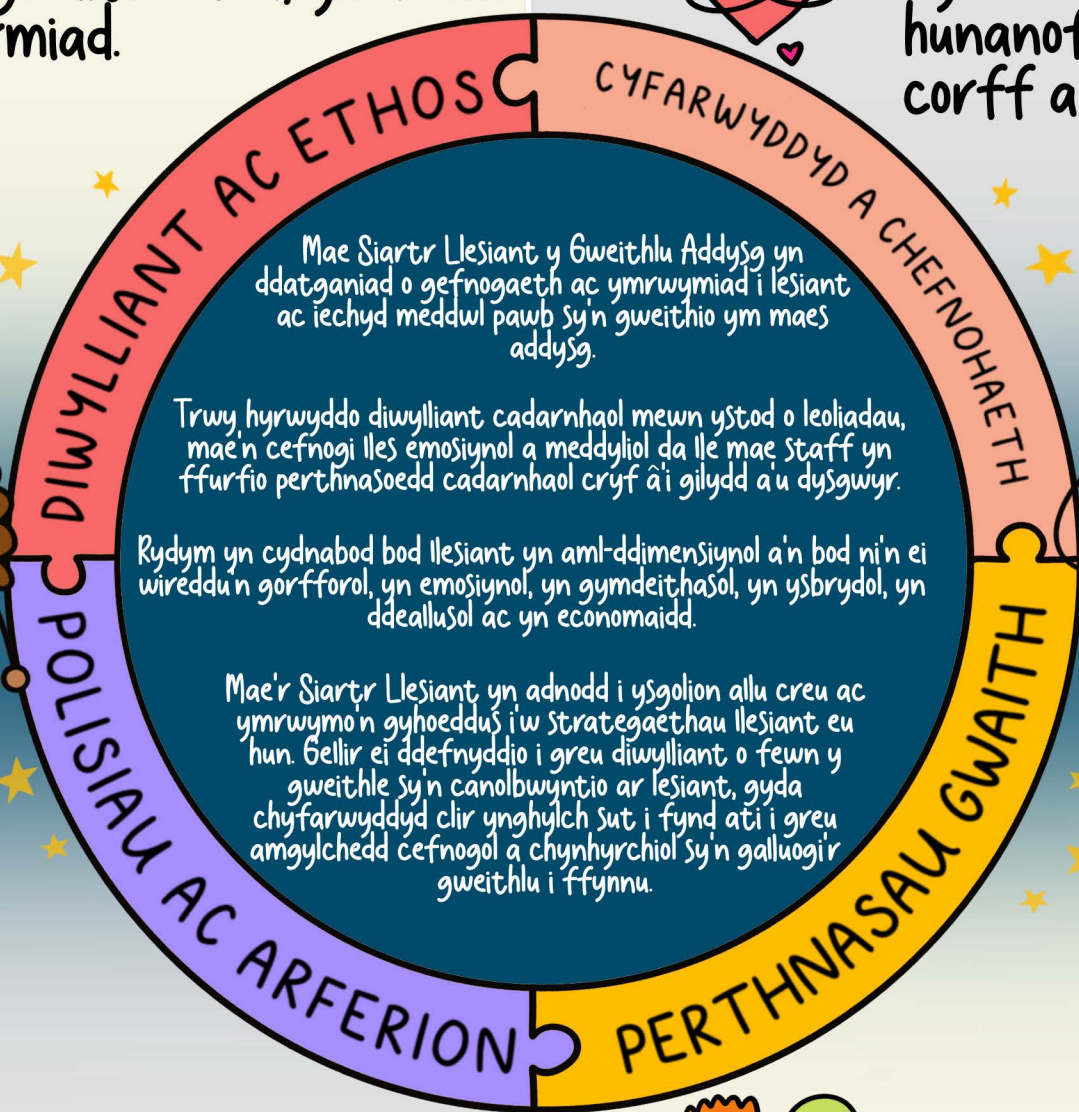 miad.
corff a
DIWYLLIANT AC ETHOS
CYFARWYDDYD A CHEFNOHAETH
Mae Siartr Llesiant y Gweithlu Addysg yn
ddatganiad o gefnogaeth ac ymrwymiad i lesiant
ac iechyd meddwl pawb sy'n gweithio ym maes
addysg.
Trwy hyrwyddo diwylliant cadarnhaol mewn ystod o leoliadau,
mae'n cefnogi lles emosiynol a meddyliol da lle mae staff yn
ffurfio perthnasoedd cadarnhaol cryf â'i gilydd a'u dysgwyr.
Rydym yn cydnabod bod llesiant yn aml-ddimensiynol a'n bod ni'n ei
wireddu'n gorfforol, yn emosiynol, yn gymdeithasol, yn ysbrydol, yn
ddeallusol ac yn economaidd.
Mae'r Siartr Llesiant yn adnodd i ysgolion allu creu ac
ymrwymo'n gyhoeddus i'w strategaethau llesiant eu
hun. Gellir ei ddefnyddio i greu diwylliant o fewn y
gweithle sy'n canolbwyntio ar lesiant, gyda
chyfarwyddyd clir ynghylch sut i fynd ati i greu
amgylchedd cefnogol a chynhyrchiol sy'n galluogi'r
gweithlu i ffynnu.
POLISIAU AC ARFERION
PERTHNASAU GWAITH